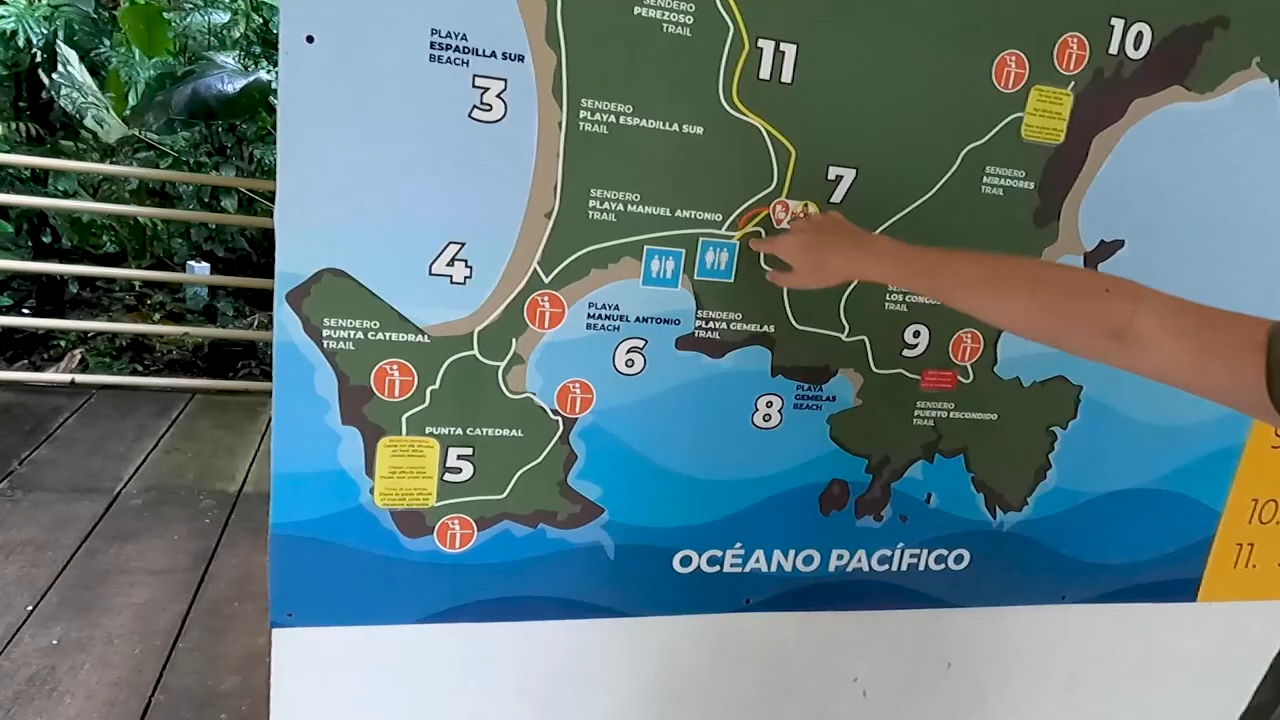 SENDERO
PEREZOSO
TRAIL
PLAYA
ESPADILLA SUR
BEACH
3
11
10
SENDERO
PLAYA ESPADILLA SUR
TRAIL
SENDERO
MIRADORES
TRAIL
7
SENDERO
PLAYA MANUEL ANTONIO
TRAIL
4
SENDERO
PUNTA CATEDRAL
TRAIL
PLAYA
MANUEL ANTONIO
BEACH
6
SENDERO
PLAYA GEMELAS
TRAIL
TRAIL
9
8
PLAYA
GEMELAS
BEACH
SENDERO
PUERTO ESCONDIDO
TRAIL
PUNTA CATEDRAL
5
OCÉANO PACÍFICO
10.
11.